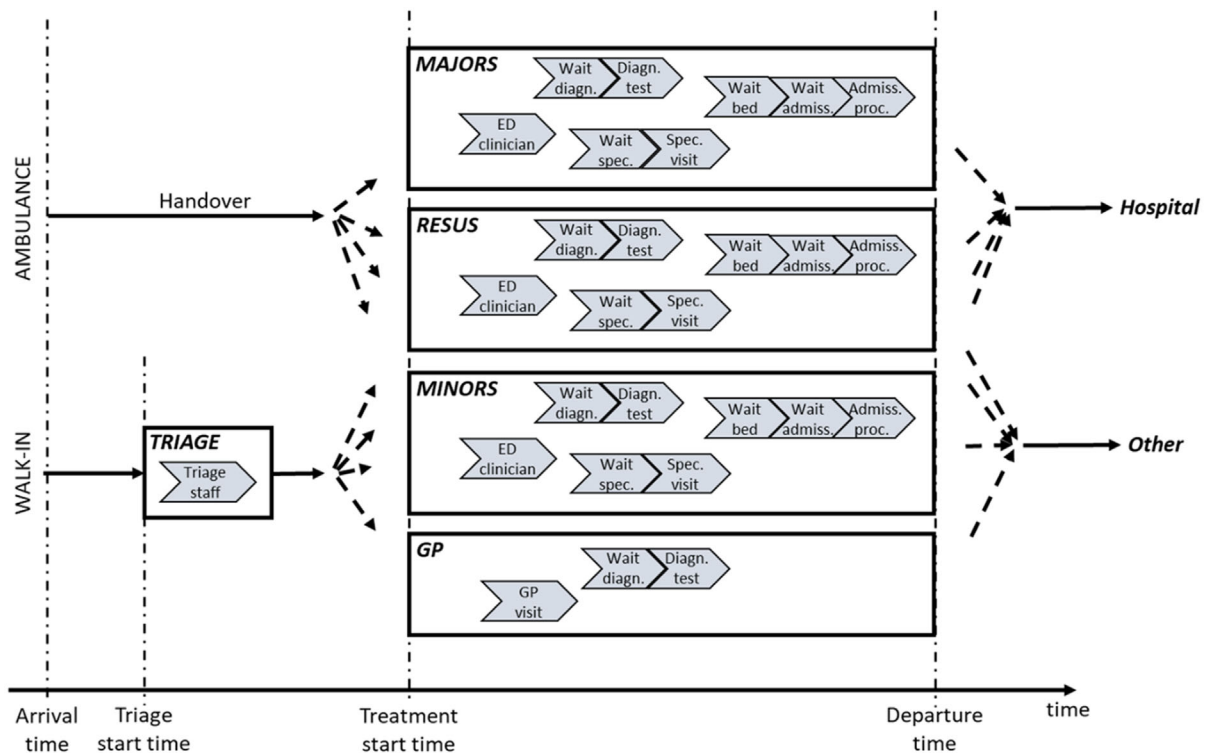 AMBULANCE
Handover
WALK-IN
TRIAGE
Triage
staff
MAJORS
Wait
diagn.
Diagn.
test
Wait
bed
Wait
admiss.
Admiss.
proc.
ED
clinician
Wait
spec.
Spec.
visit
RESUS
Wait
diagn.
Diagn.
test
Wait
bed
Wait
admiss.
Admiss.
proc.
ED
clinician
Wait
spec.
Spec.
visit
MINORS
Wait
diagn.
Diagn.
test
Wait
bed
Wait
admiss.
Admiss.
proc.
ED
clinician
Wait
spec.
Spec.
visit
GP
Wait
diagn.
Diagn.
test
GP
visit
Hospital
Other
Arrival
time
Triage
start time
Treatment
start time
Departure
time
time